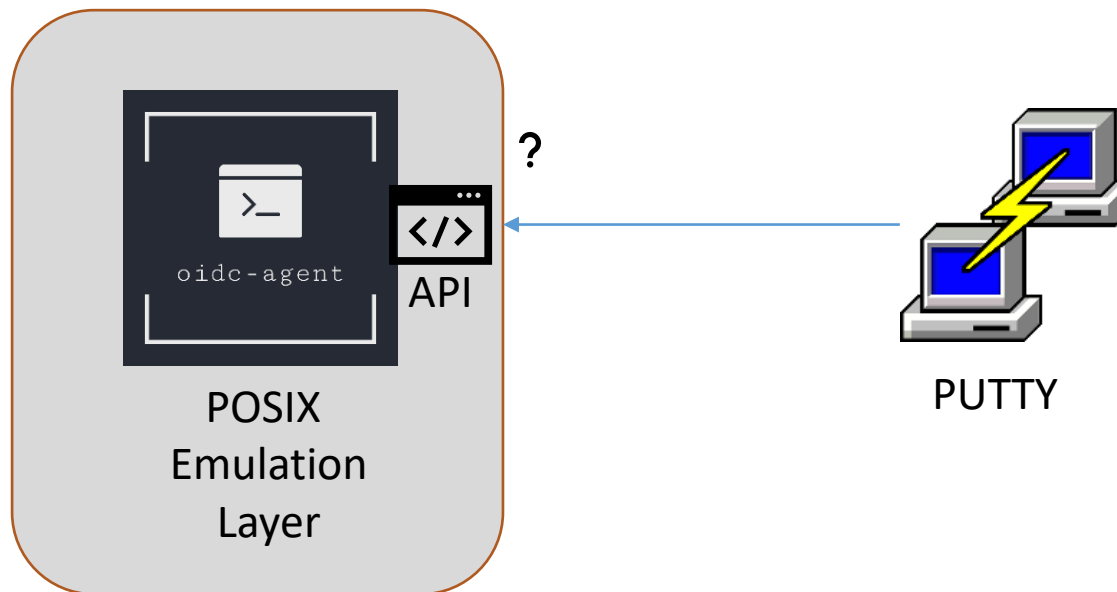 ?
>_
</>
oidc-agent
API
POSIX
Emulation
Layer
PUTTY